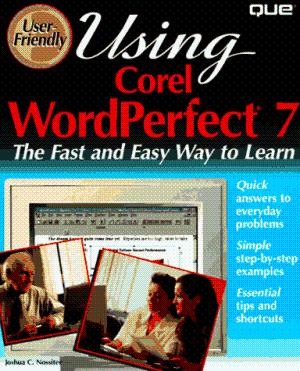 User-
Friendly
QUE
Using
Corel
WordPerfect® 7
The Fast and Easy Way to Learn
Quick
answers to
everyday
problems
Simple
step-by-step
examples
Essential
tips and
shortcuts
Joshua C. Nossiter